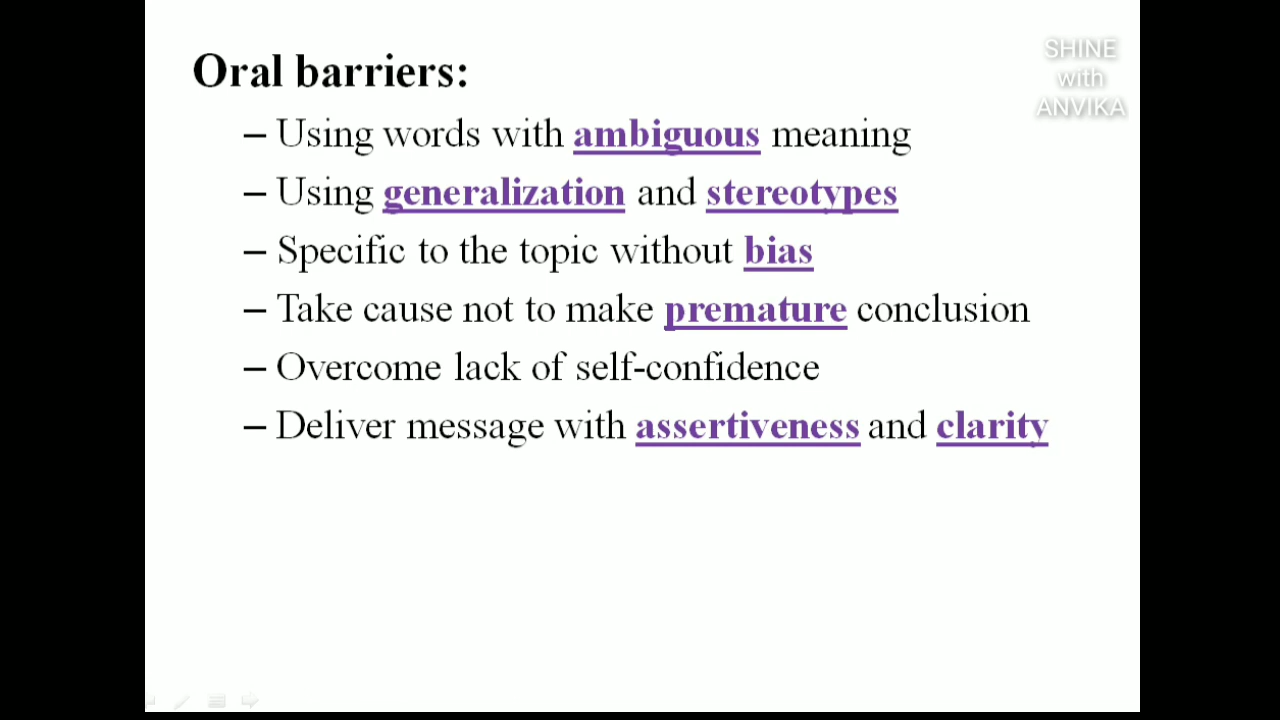 SHINE
with
ANVIKA
Oral barriers:
– Using words with ambiguous meaning
– Using generalization and stereotypes
– Specific to the topic without bias
– Take cause not to make premature conclusion
– Overcome lack of self-confidence
– Deliver message with assertiveness and clarity